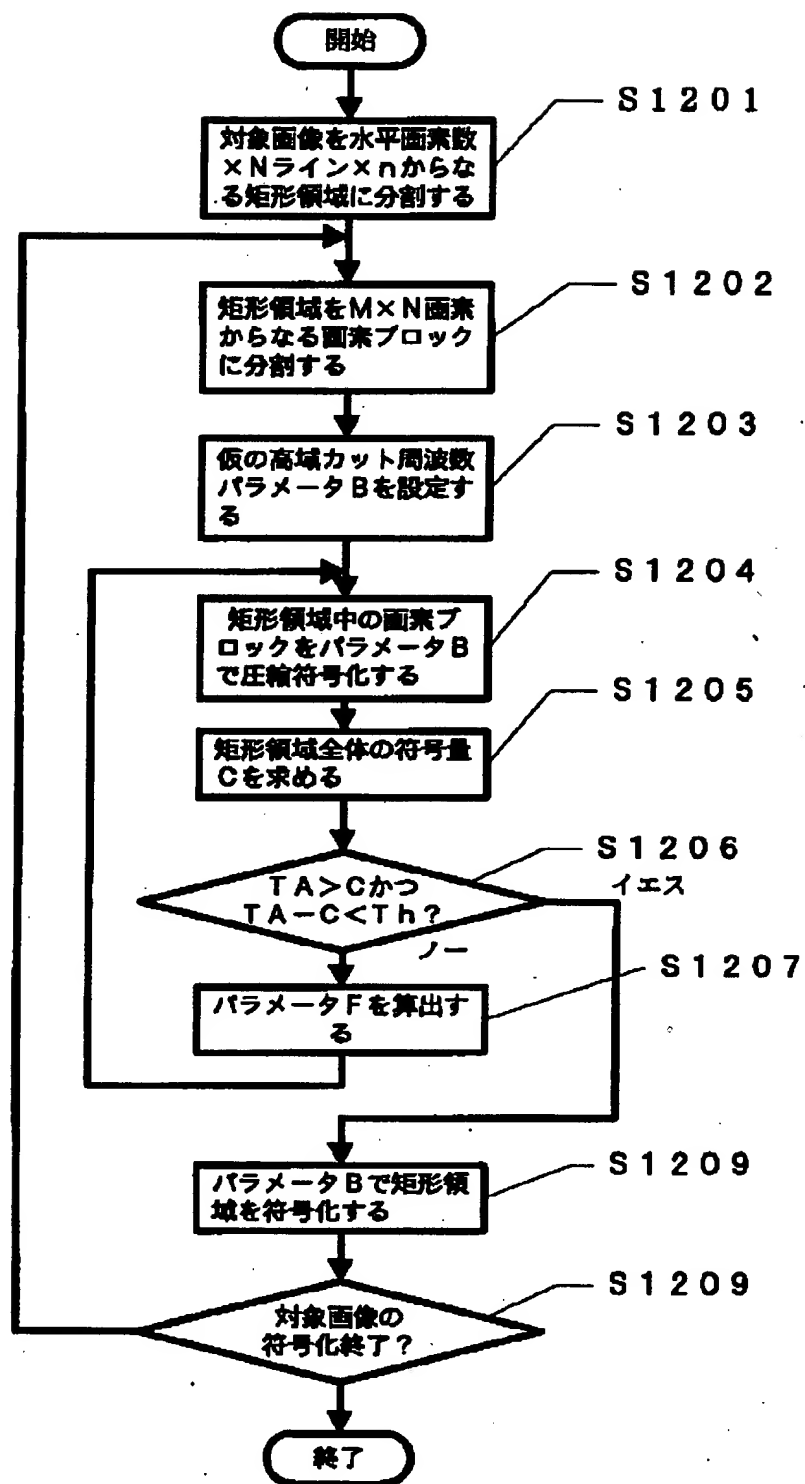 開始
S1201
対象画像を水平画素数
×Nライン×nからな
る矩形領域に分割する
S1202
矩形領域をM×N画素
からなる画素ブロック
に分割する
S1203
仮の高域カット周波数
パラメータBを設定す
る
S1204
矩形領域中の画素ブ
ロックをパラメータB
で圧縮符号化する
S1205
矩形領域全体の符号量
Cを求める
S1206
TA>Cかつ
TA−C<Th?
イエス
ノー
S1207
パラメータFを算出す
る
S1209
パラメータBで矩形領
域を符号化する
S1209
対象画像の
符号化終了?
終了